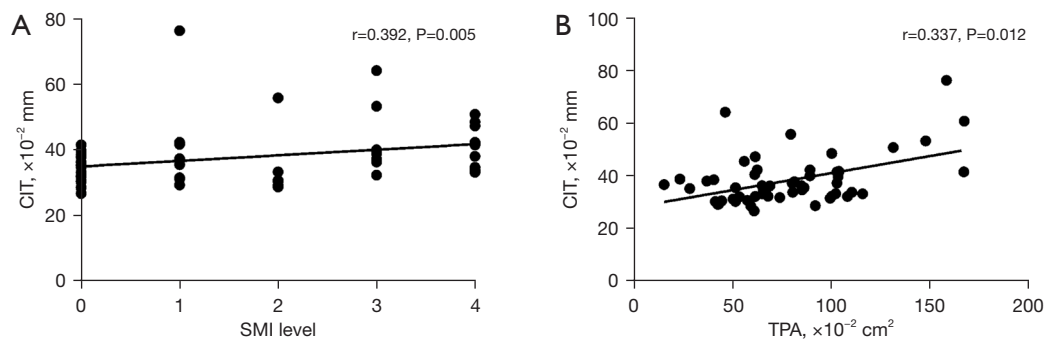 A
r=0.392, P=0.005
80
60
40
20
0
CIT, ×10⁻² mm
0 1 2 3 4
SMI level
B
r=0.337, P=0.012
100
80
60
40
20
0
CIT, ×10⁻² mm
0 50 100 150 200
TPA, ×10⁻² cm²